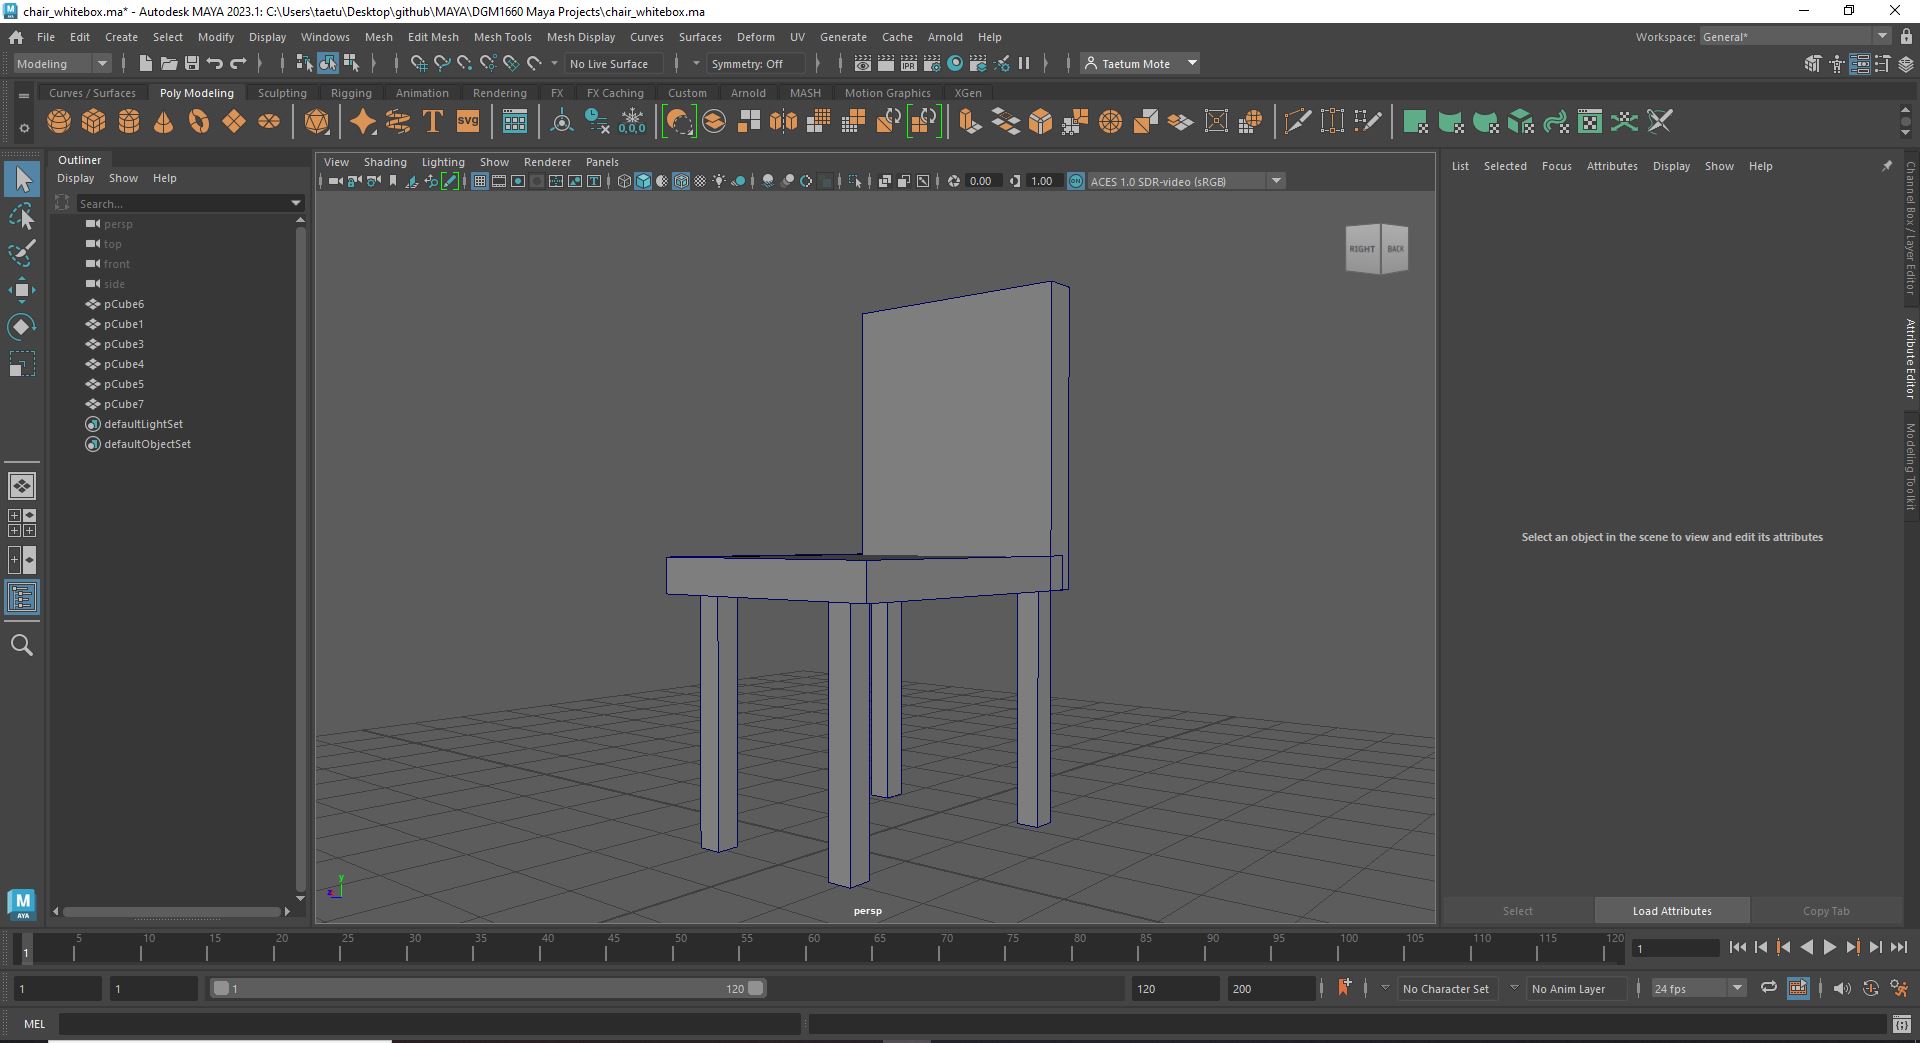 chair_whitebox.ma* - Autodesk MAYA 2023.1: C:\Users\taetu\Desktop\github\MAYA\DGM1660 Maya Projects\chair_whitebox.ma
File Edit Create Select Modify Display Windows Mesh Edit Mesh Mesh Tools Mesh Display Curves Surfaces Deform UV Generate Cache Arnold Help Workspace: General*
Modeling No Live Surface Symmetry: Off IPR Taetum Mote
Curves / Surfaces Poly Modeling Sculpting Rigging Animation Rendering FX FX Caching Custom Arnold MASH Motion Graphics XGen
T SVG 0,0,0
Outliner
Display Show Help
Search...
persp
top
front
side
pCube6
pCube1
pCube3
pCube4
pCube5
pCube7
defaultLightSet
defaultObjectSet
View Shading Lighting Show Renderer Panels
0.00 1.00 ON ACES 1.0 SDR-video (sRGB)
RIGHT BACK
y
z
persp
List Selected Focus Attributes Display Show Help
Select an object in the scene to view and edit its attributes
Select Load Attributes Copy Tab
Channel Box / Layer Editor
Attribute Editor
Modeling Toolkit
M
AYA
1 5 10 15 20 25 30 35 40 45 50 55 60 65 70 75 80 85 90 95 100 105 110 115 120 1
1 1 1 120 120 200 No Character Set No Anim Layer 24 fps
MEL